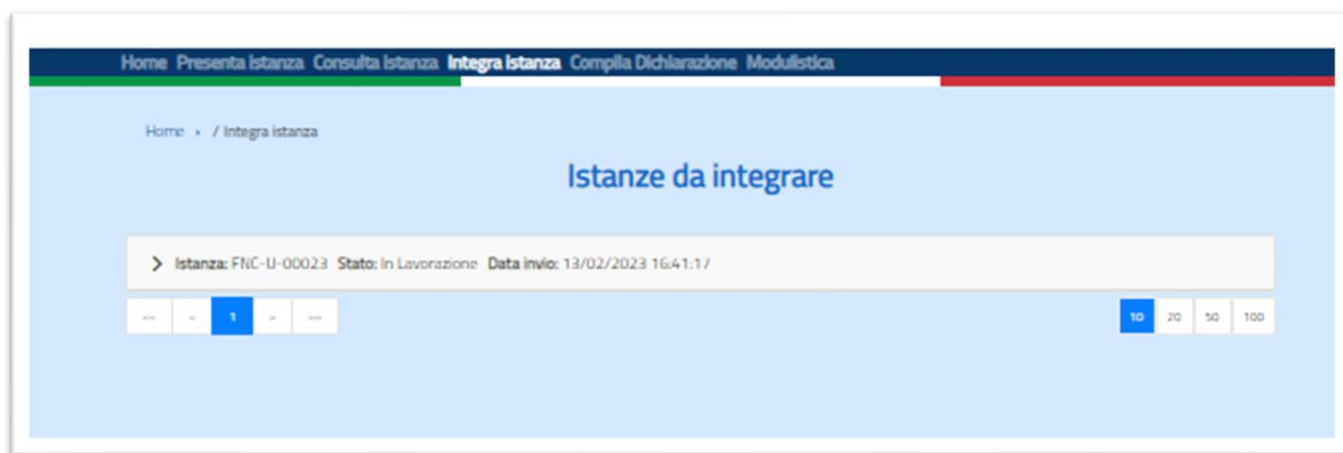 Home Presenta Istanza Consulta Istanza Integra Istanza Compila Dichiarazione Modulistica
Home › / Integra istanza
Istanze da integrare
Istanza: FNC-U-00023 Stato: In Lavorazione Data invio: 13/02/2023 16:41:17
«« « 1 » »» 10 20 50 100